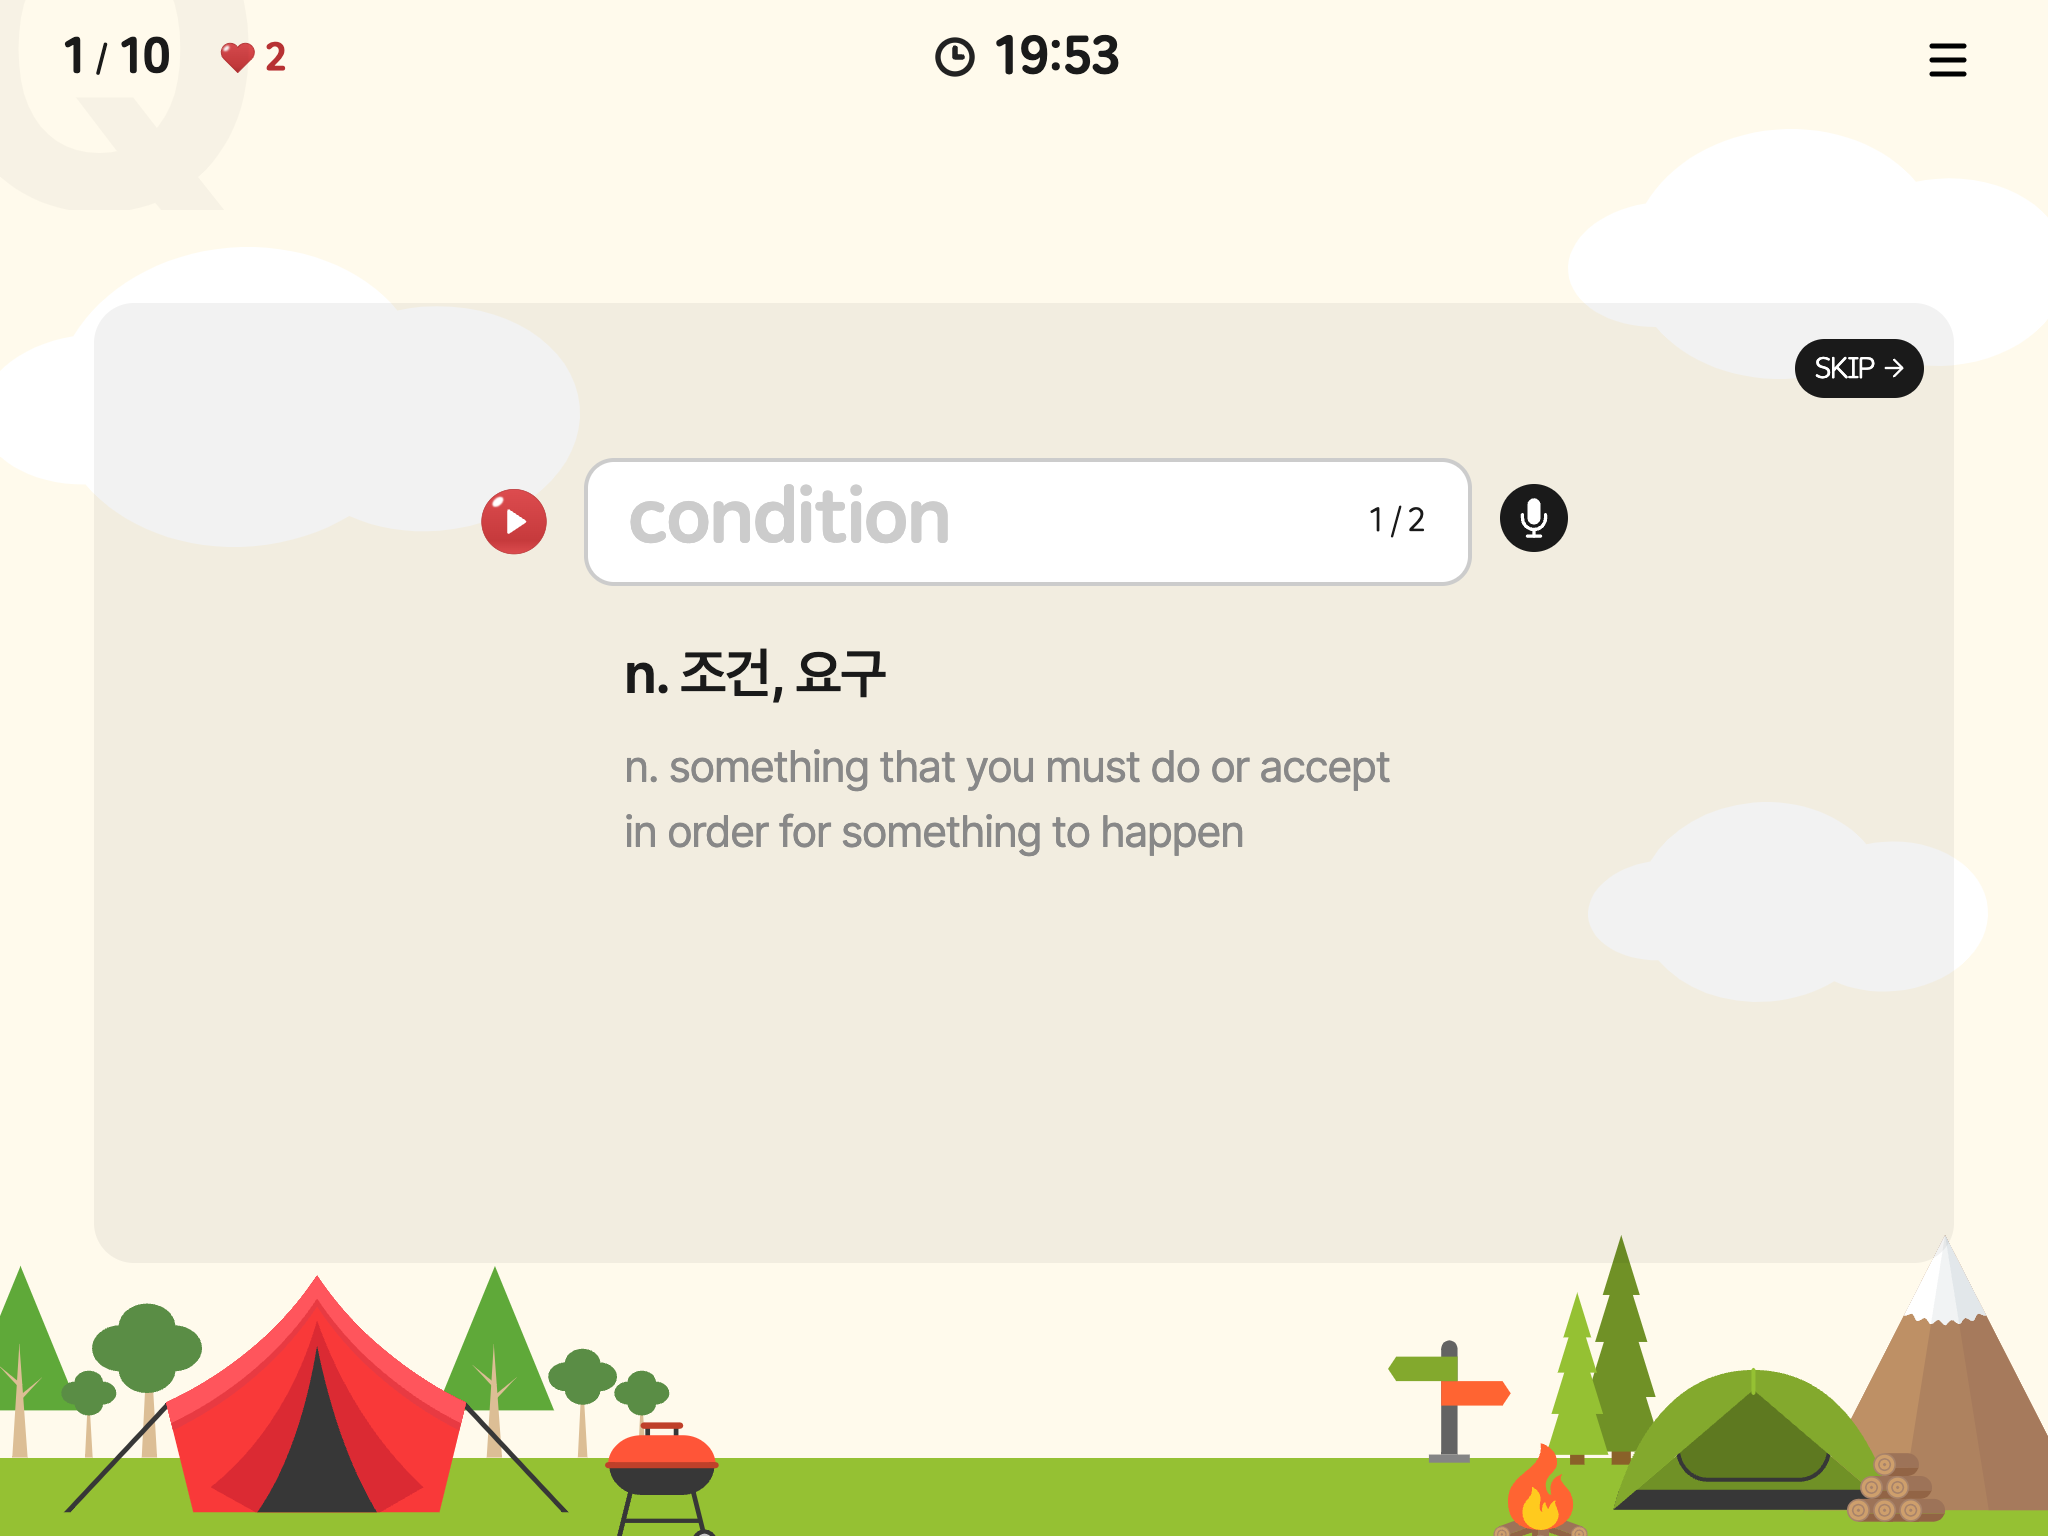 Q
1 / 10 2 19:53
SKIP
condition 1 / 2
n. 조건, 요구
n. something that you must do or accept
in order for something to happen